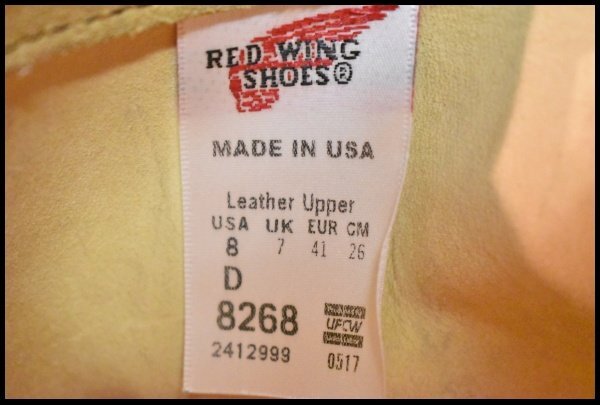 RED WING
SHOES®
MADE IN USA
Leather Upper
USA UK EUR CM
8 7 41 26
D
8268 UFCW
2412999 0517